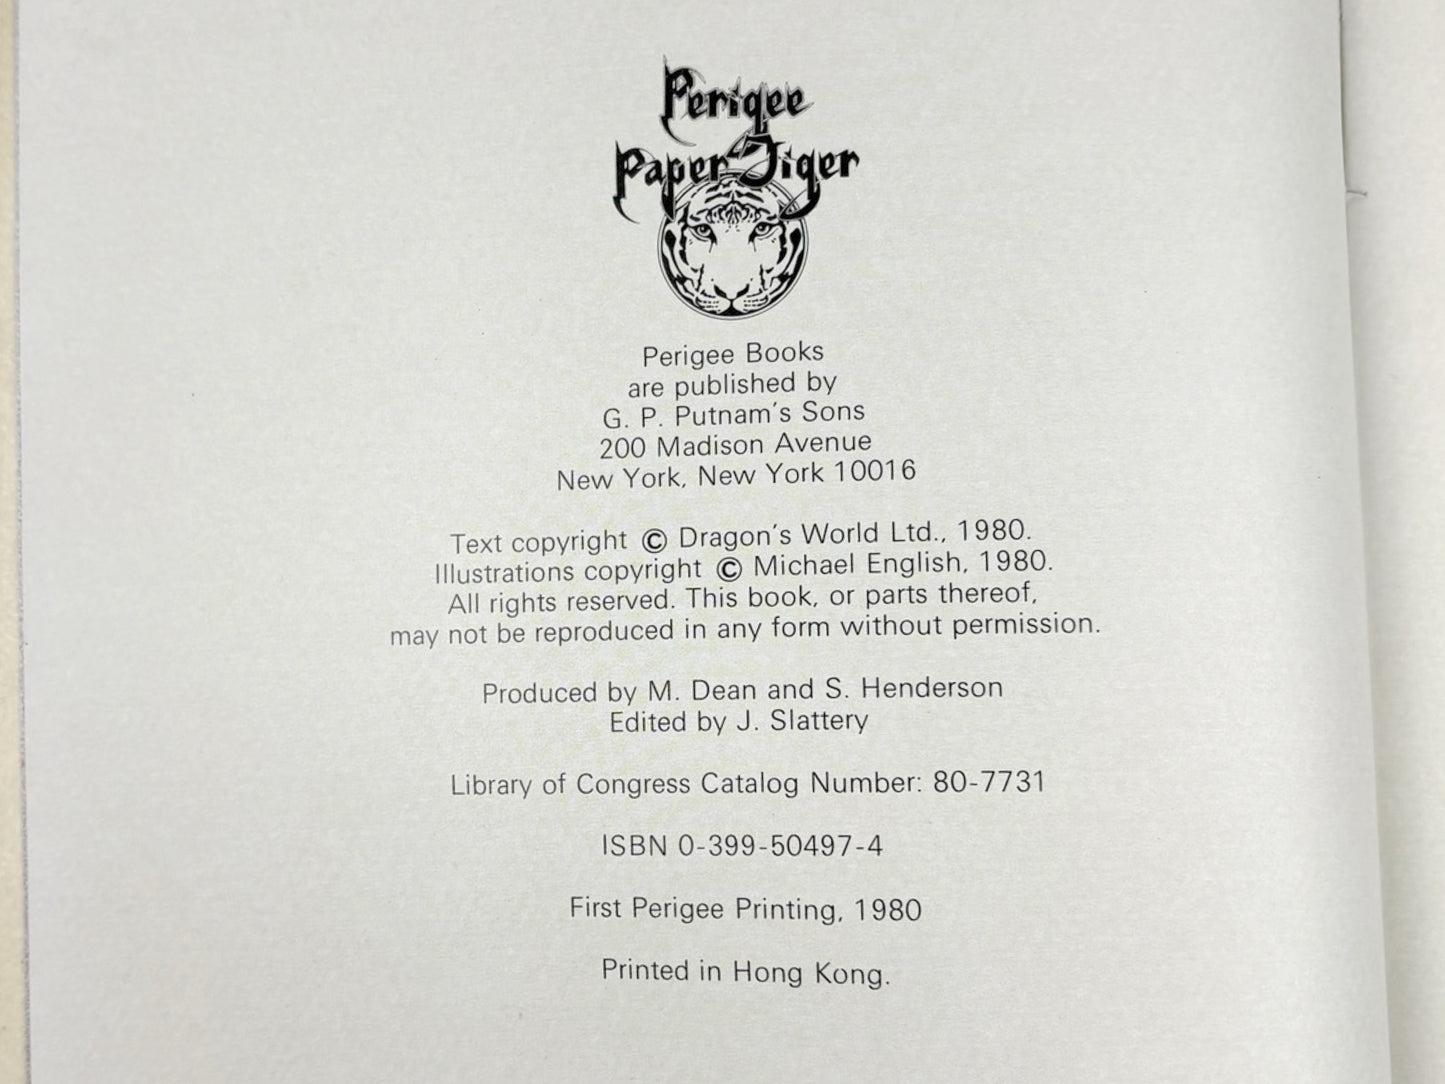 Perigee
Paper Tiger
Perigee Books
are published by
G. P. Putnam's Sons
200 Madison Avenue
New York, New York 10016
Text copyright © Dragon's World Ltd., 1980.
Illustrations copyright © Michael English, 1980.
All rights reserved. This book, or parts thereof,
may not be reproduced in any form without permission.
Produced by M. Dean and S. Henderson
Edited by J. Slattery
Library of Congress Catalog Number: 80-7731
ISBN 0-399-50497-4
First Perigee Printing, 1980
Printed in Hong Kong.